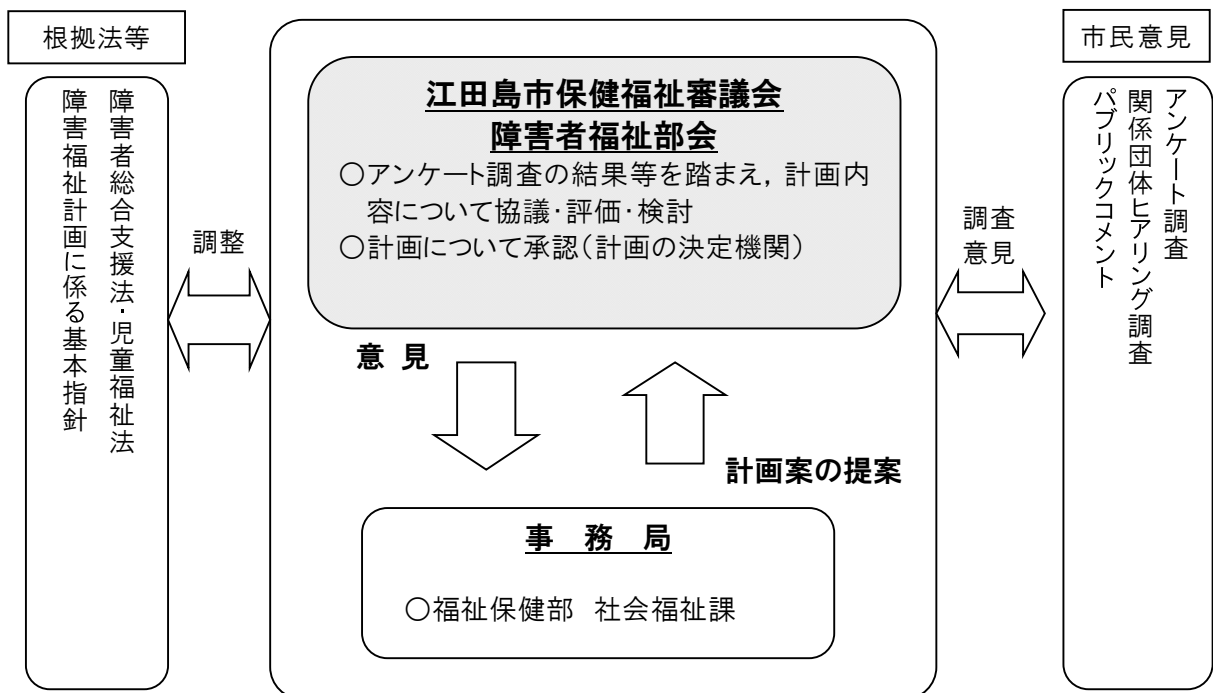 根拠法等
障害者総合支援法・児童福祉法
障害福祉計画に係る基本指針
調整
江田島市保健福祉審議会
障害者福祉部会
○アンケート調査の結果等を踏まえ，計画内
容について協議・評価・検討
○計画について承認（計画の決定機関）
意 見
計画案の提案
事 務 局
○福祉保健部 社会福祉課
調査
意見
市民意見
アンケート調査
関係団体ヒアリング調査
パブリックコメント